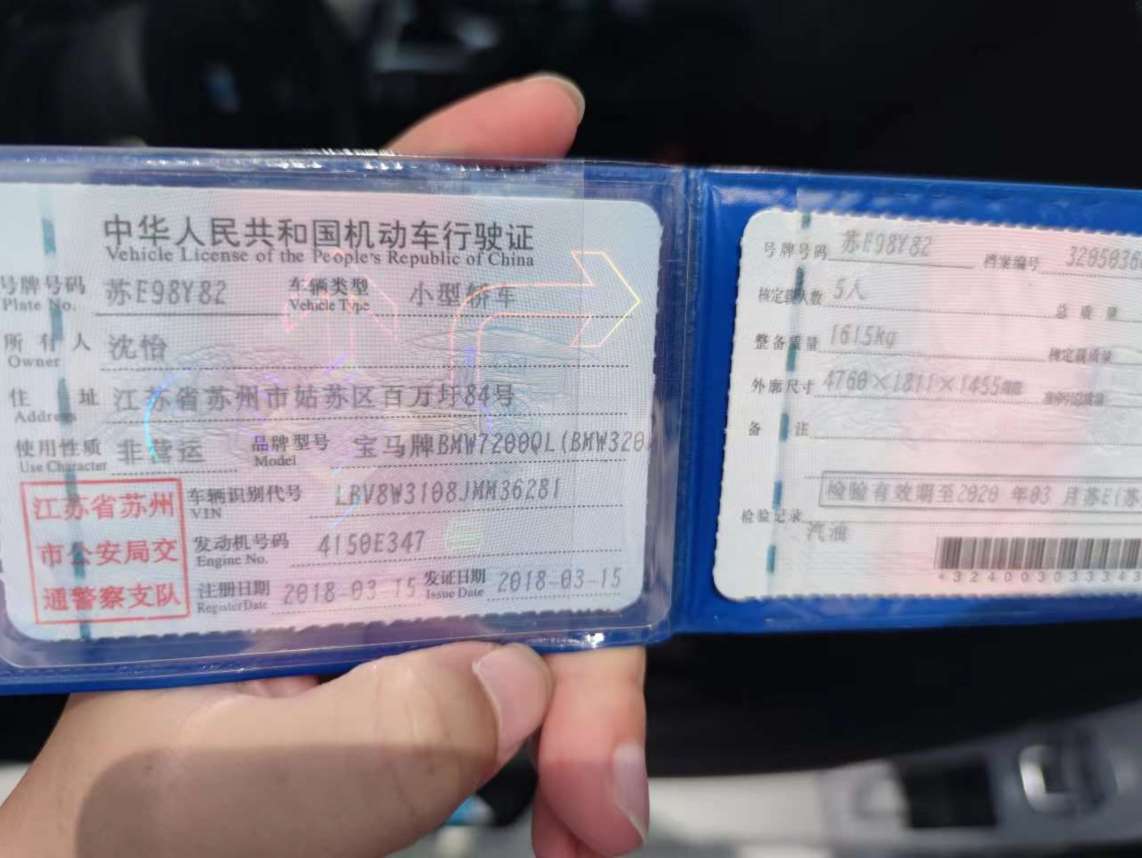 中华人民共和国机动车行驶证
Vehicle License of the People's Republic of China
号牌号码 苏E98Y82 车辆类型 小型轿车
Plate No. Vehicle Type
所有人 沈怡
Owner
住址 江苏省苏州市姑苏区百万圩84号
Address
使用性质 非营运 品牌型号 宝马牌BMW7200QL(BMW320
Use Character Model
江苏省苏州
市公安局交
通警察支队
车辆识别代号 LBV8W3108JMM36281
VIN
发动机号码 4150E347
Engine No.
注册日期 2018-03-15 发证日期 2018-03-15
Register Date Issue Date
号牌号码 苏E98Y82 档案编号 3205036
核定载人数 5人 总质量
整备质量 1615kg 核定载质量
外廓尺寸 4760×1811×1455
备注
检验有效期至2020年03月苏E(苏
检验记录
汽油